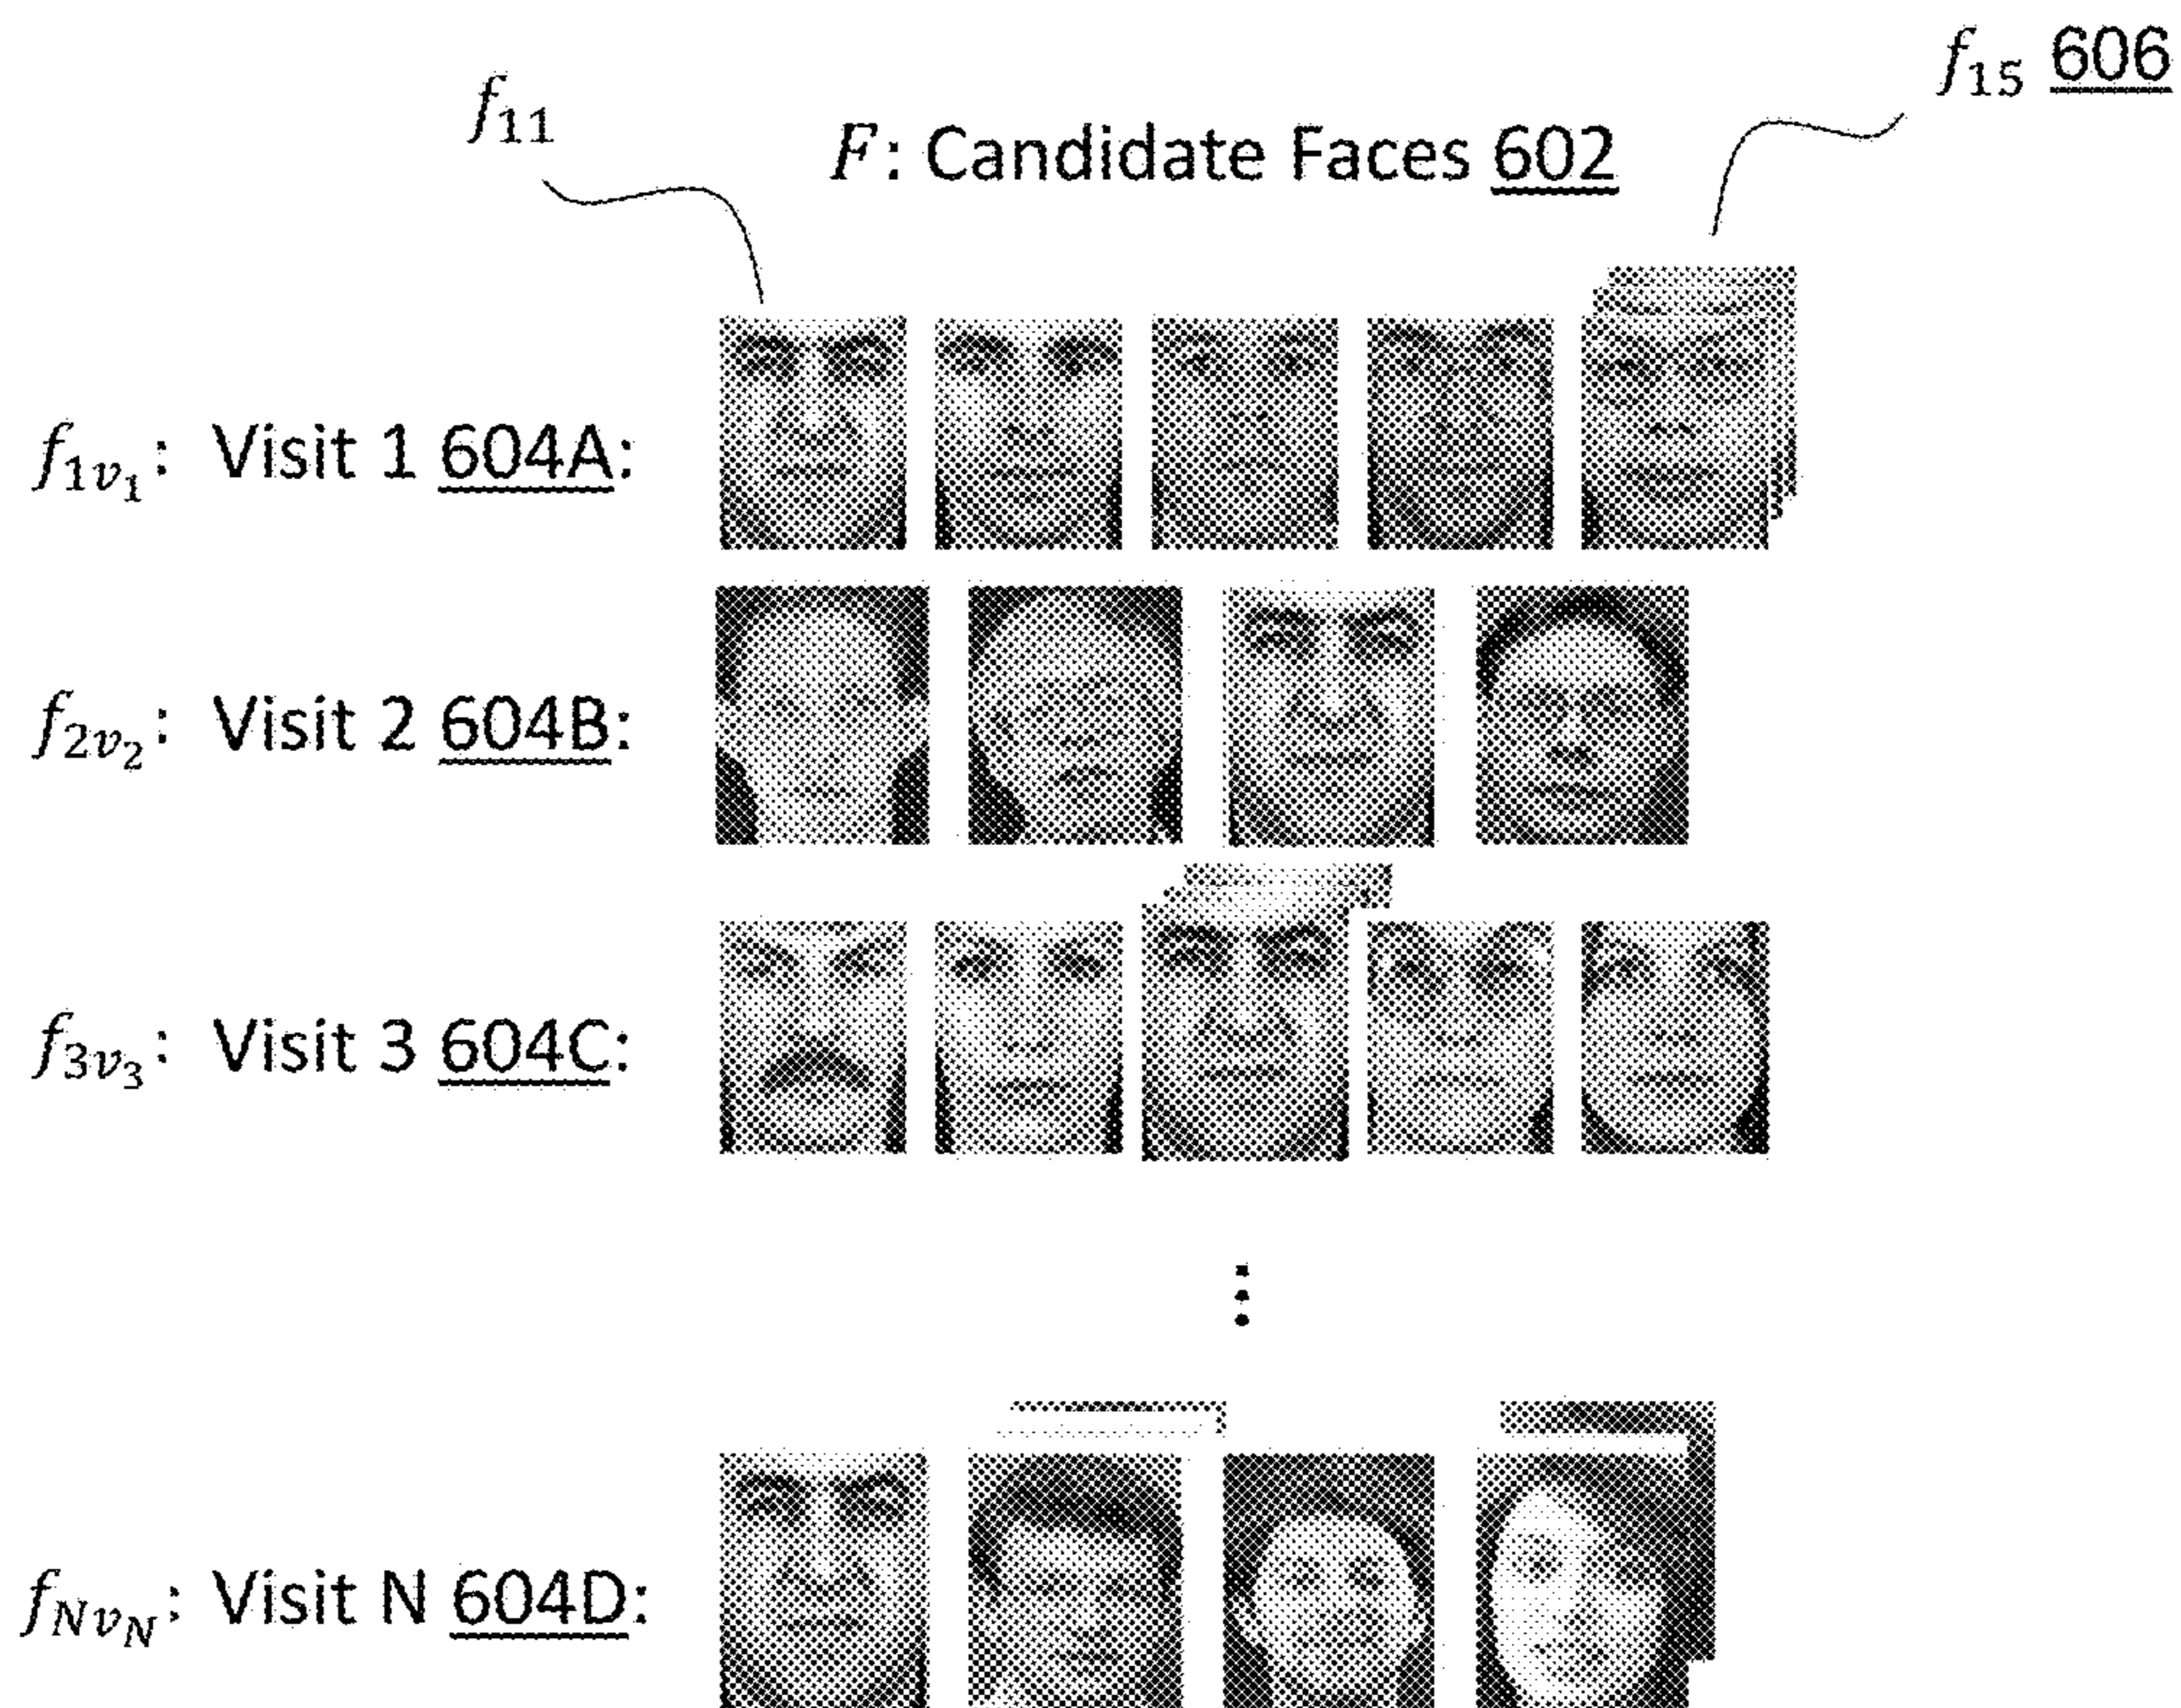 f₁₅ 606
f₁₁
F: Candidate Faces 602
f₁ᵥ₁: Visit 1 604A:
f₂ᵥ₂: Visit 2 604B:
f₃ᵥ₃: Visit 3 604C:
⋮
f_Nv_N: Visit N 604D: